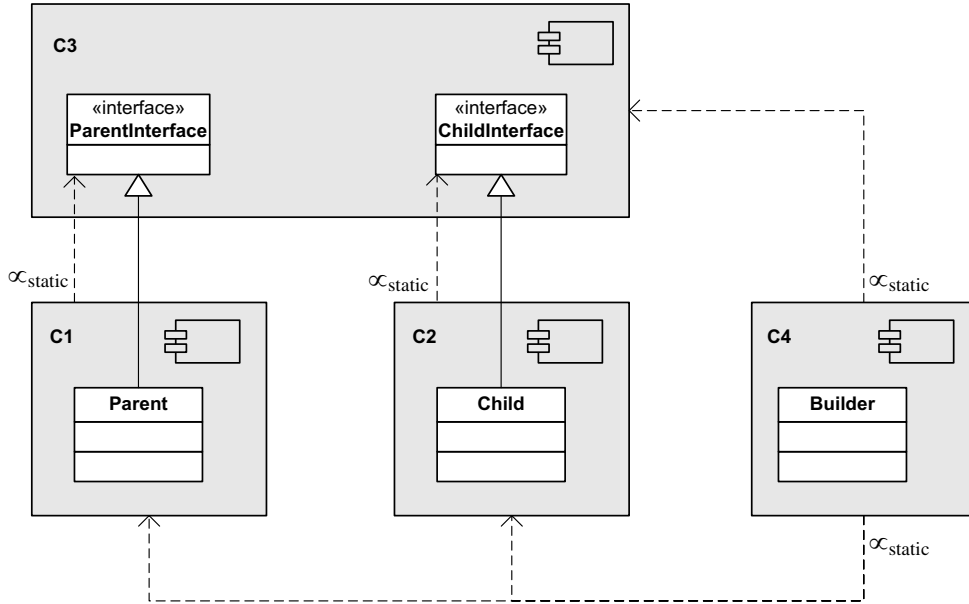 C3
«interface»
ParentInterface
«interface»
ChildInterface
∝static
∝static
∝static
C1
C2
C4
Parent
Child
Builder
∝static